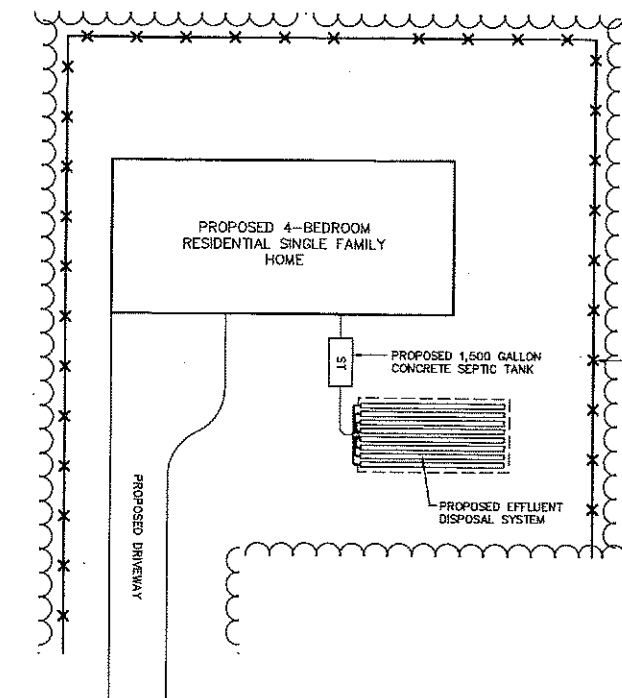 PROPOSED 4-BEDROOM
RESIDENTIAL SINGLE FAMILY
HOME
ST
PROPOSED 1,500 GALLON
CONCRETE SEPTIC TANK
PROPOSED EFFLUENT
DISPOSAL SYSTEM
PROPOSED DRIVEWAY